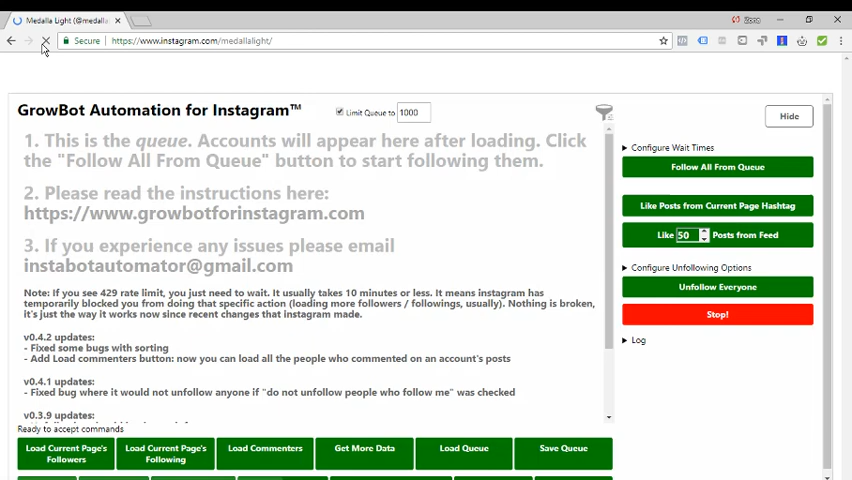 Medalla Light (@medalla
Secure
https://www.instagram.com/medallalight/
GrowBot Automation for Instagram™
Limit Queue to 1000
Hide
1. This is the queue. Accounts will appear here after loading. Click
the "Follow All From Queue" button to start following them.
2. Please read the instructions here:
https://www.growbotforinstagram.com
3. If you experience any issues please email
instabotautomator@gmail.com
Note: If you see 429 rate limit, you just need to wait. It usually takes 10 minutes or less. It means instagram has
temporarily blocked you from doing that specific action (loading more followers / followings, usually). Nothing is broken,
it's just the way it works now since recent changes that instagram made.
v0.4.2 updates:
- Fixed some bugs with sorting
- Add Load commenters button: now you can load all the people who commented on an account's posts
v0.4.1 updates:
- Fixed bug where it would not unfollow anyone if "do not unfollow people who follow me" was checked
v0.3.9 updates:
Configure Wait Times
Follow All From Queue
Like Posts from Current Page Hashtag
Like 50 Posts from Feed
Configure Unfollowing Options
Unfollow Everyone
Stop!
Log
Ready to accept commands
Load Current Page's
Followers
Load Current Page's
Following
Load Commenters
Get More Data
Load Queue
Save Queue